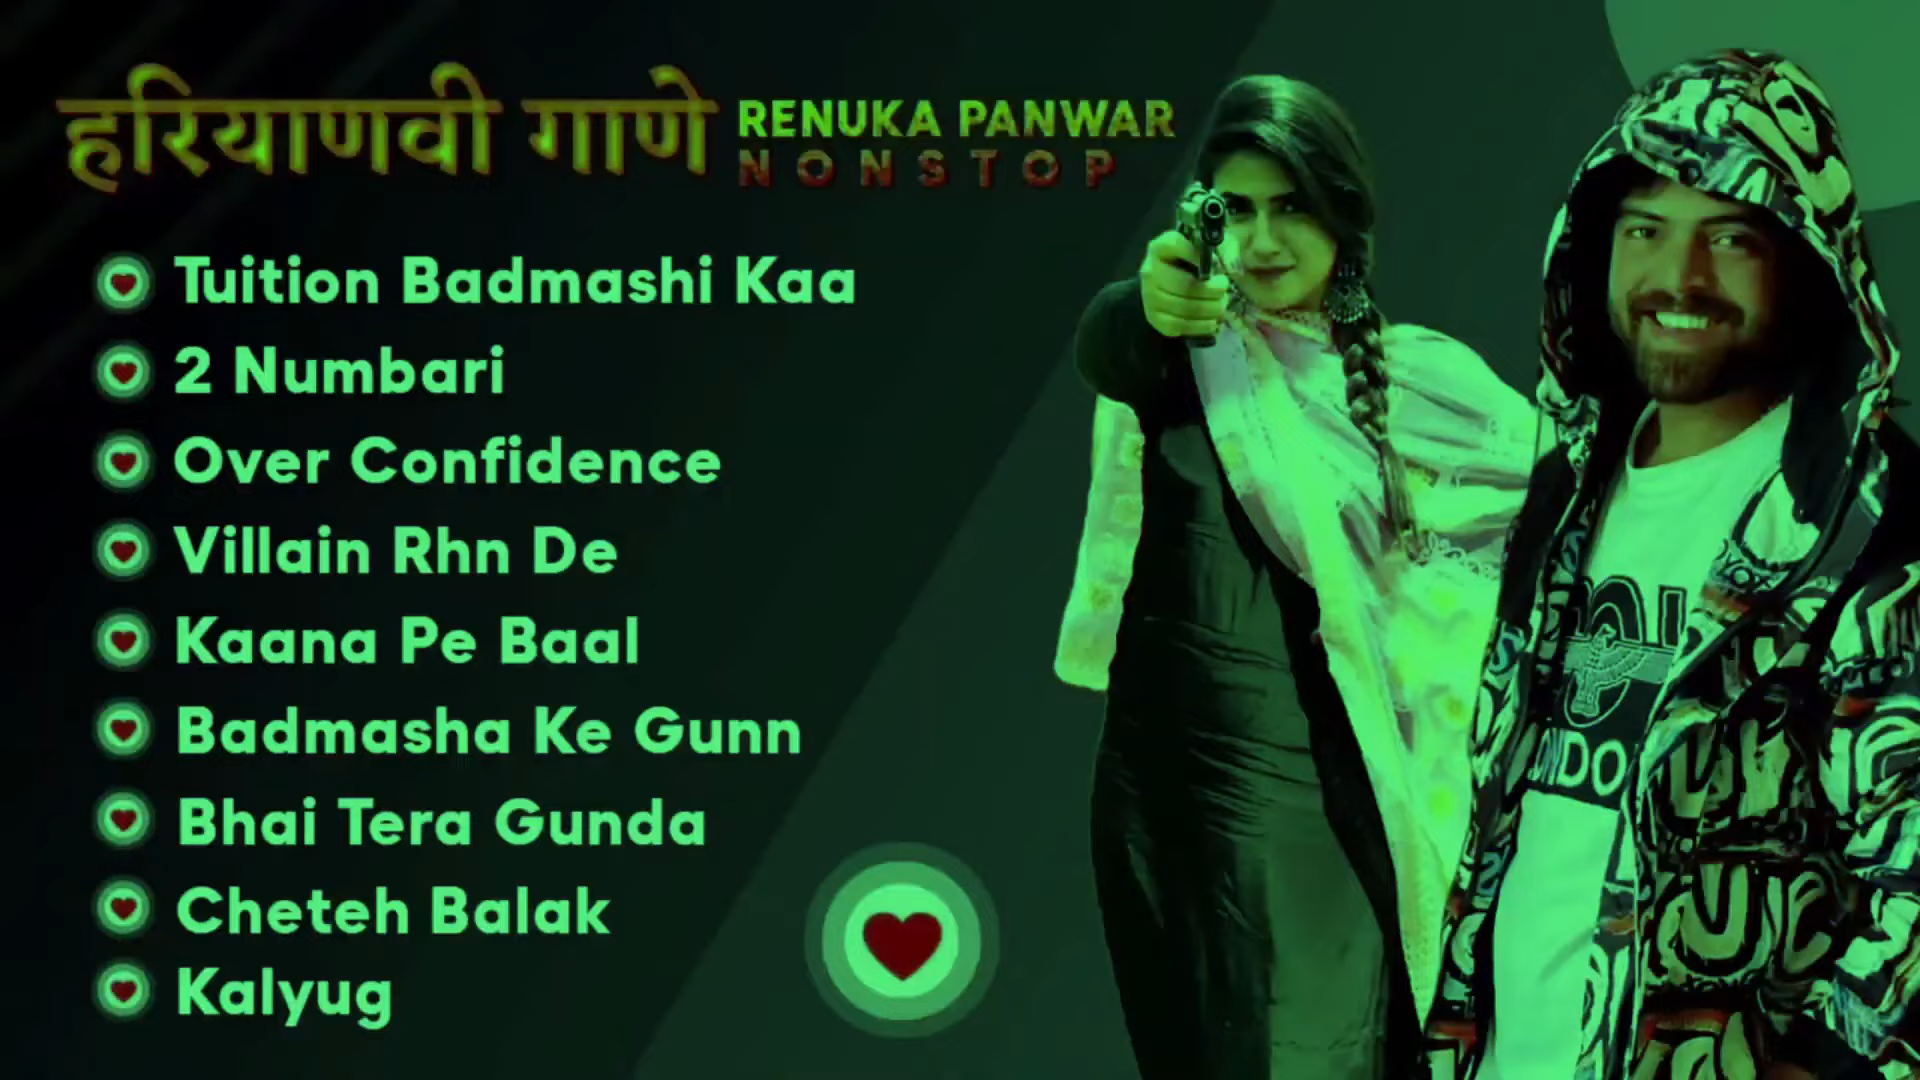 हरियाणवी गाणे
RENUKA PANWAR
NONSTOP
Tuition Badmashi Kaa
2 Numbari
Over Confidence
Villain Rhn De
Kaana Pe Baal
Badmasha Ke Gunn
Bhai Tera Gunda
Cheteh Balak
Kalyug